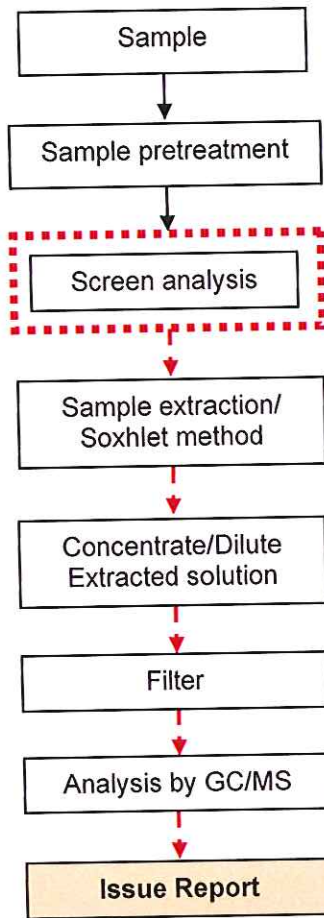 Sample
Sample pretreatment
Screen analysis
Sample extraction/
Soxhlet method
Concentrate/Dilute
Extracted solution
Filter
Analysis by GC/MS
Issue Report